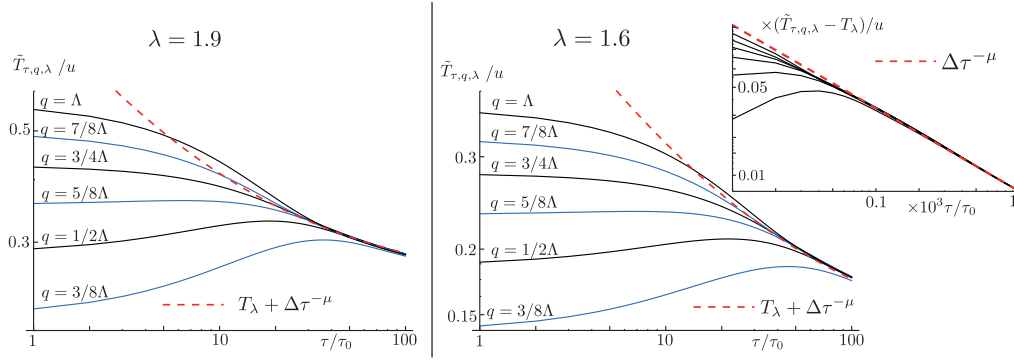 λ = 1.9
T̃τ,q,λ /u
q = Λ
0.5
q = 7/8Λ
q = 3/4Λ
q = 5/8Λ
0.3
q = 1/2Λ
q = 3/8Λ
Tλ + Δτ^−μ
1
10
τ/τ0
100
λ = 1.6
T̃τ,q,λ /u
q = Λ
q = 7/8Λ
0.3
q = 3/4Λ
q = 5/8Λ
0.2
q = 1/2Λ
q = 3/8Λ
Tλ + Δτ^−μ
0.15
1
10
τ/τ0
100
×(T̃τ,q,λ − Tλ)/u
Δτ^−μ
0.05
0.01
0.1
×10³τ/τ0
1